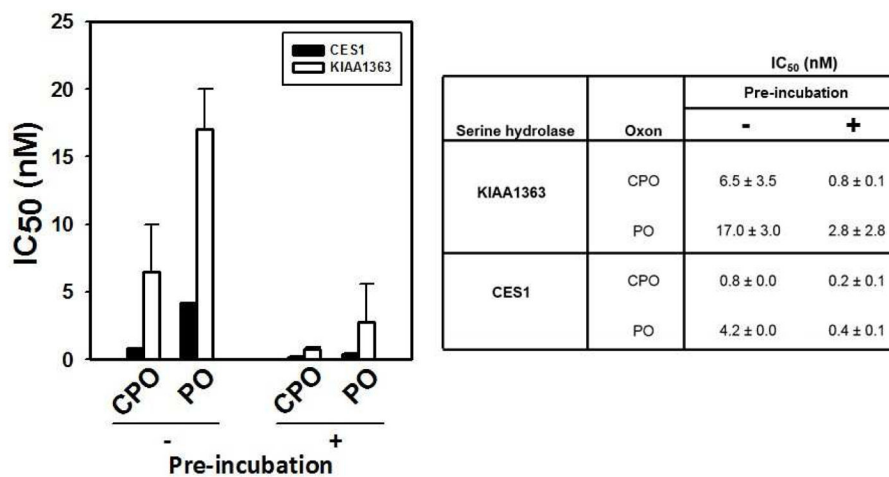 25
20
15
10
5
0
IC50 (nM)
CES1
KIAA1363
CPO PO CPO PO
- +
Pre-incubation
IC50 (nM)
Pre-incubation
Serine hydrolase Oxon - +
KIAA1363 CPO 6.5 ± 3.5 0.8 ± 0.1
PO 17.0 ± 3.0 2.8 ± 2.8
CES1 CPO 0.8 ± 0.0 0.2 ± 0.1
PO 4.2 ± 0.0 0.4 ± 0.1